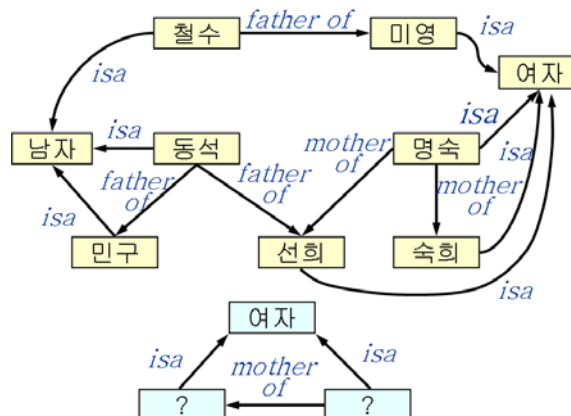 철수
father of
미영
isa
isa
여자
남자
isa
동석
mother
of
명숙
isa
isa
father
of
father
of
mother
of
isa
민구
선희
숙희
isa
여자
isa
mother
of
isa
?
?